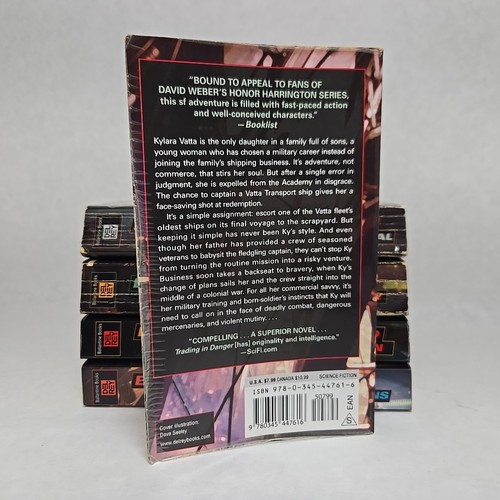 "BOUND TO APPEAL TO FANS OF
DAVID WEBER'S HONOR HARRINGTON SERIES,
this sf adventure is filled with fast-paced action
and well-conceived characters."
—Booklist
Kylara Vatta is the only daughter in a family full of sons, a
young woman who has chosen a military career instead of
joining the family's shipping business. It's adventure, not
commerce, that stirs her soul. But after a single error in
judgment, she is expelled from the Academy in disgrace.
The chance to captain a Vatta Transport ship gives her a
face-saving shot at redemption.
It's a simple assignment: escort one of the Vatta fleet's
oldest ships on its final voyage to the scrapyard. But
keeping it simple has never been Ky's style. And even
though her father has provided a crew of seasoned
veterans to babysit the fledgling captain, they can't stop Ky
from turning the routine mission into a risky venture.
Business soon takes a backseat to bravery, when Ky's
change of plans sails her and the crew straight into the
middle of a colonial war. For all her commercial savvy, it's
her military training and born-soldier's instincts that Ky will
need to call on in the face of deadly combat, dangerous
mercenaries, and violent mutiny. . . .
"COMPELLING . . . A SUPERIOR NOVEL . . .
Trading in Danger [has] originality and intelligence."
—SciFi.com
U.S.A. $7.99 CANADA $10.99 SCIENCE FICTION
ISBN 978-0-345-44761-6
50799
9 780345 447616
EAN
Cover illustration:
Dave Seeley
www.delreybooks.com
DEL REY
DEL REY
DEL REY
DEL REY